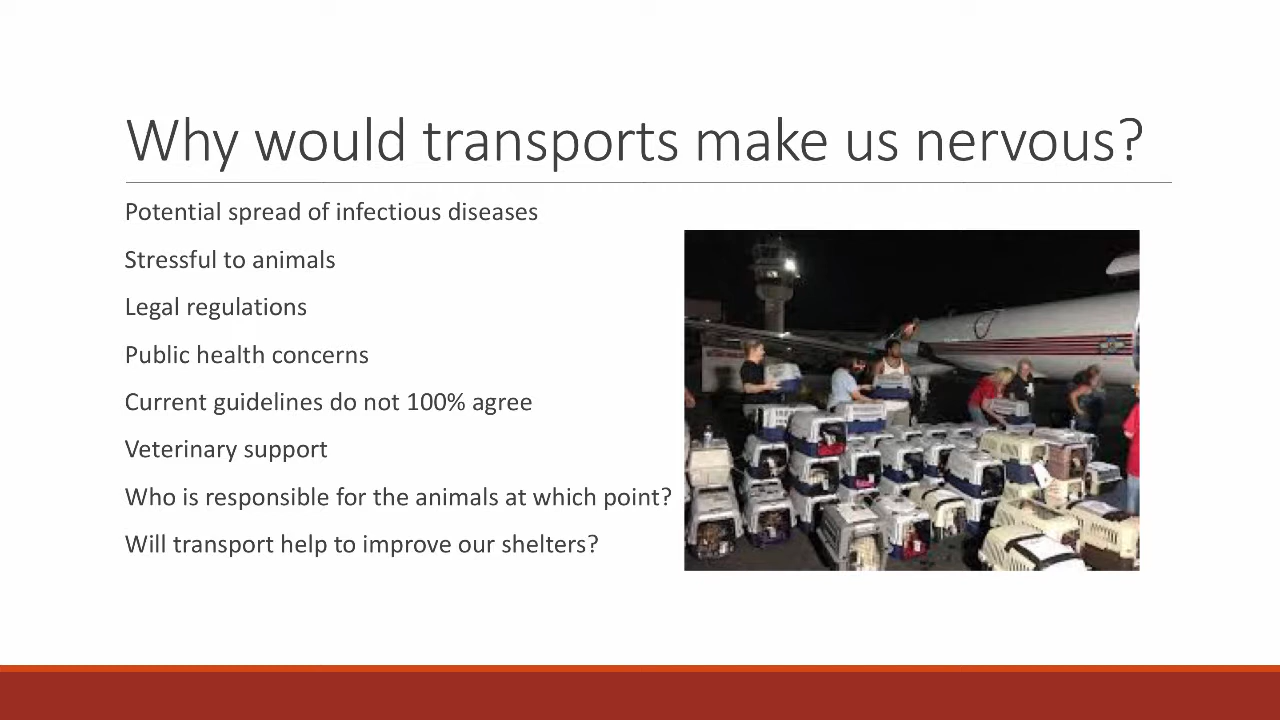 Why would transports make us nervous?
Potential spread of infectious diseases
Stressful to animals
Legal regulations
Public health concerns
Current guidelines do not 100% agree
Veterinary support
Who is responsible for the animals at which point?
Will transport help to improve our shelters?